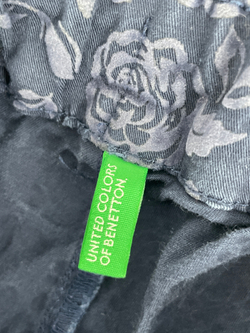 UNITED COLORS
OF BENETTON.